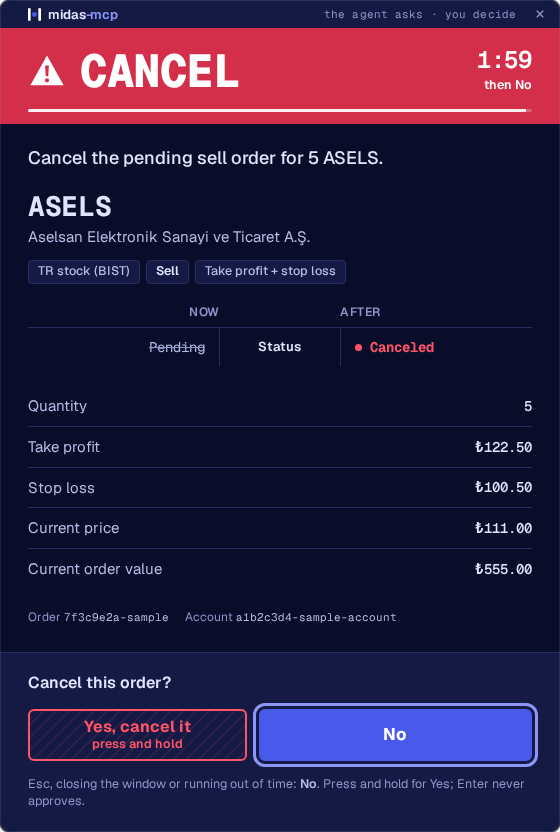 midas-mcp the agent asks · you decide ×
CANCEL 1:59
then No
Cancel the pending sell order for 5 ASELS.
ASELS
Aselsan Elektronik Sanayi ve Ticaret A.Ş.
TR stock (BIST) Sell Take profit + stop loss
NOW AFTER
Pending Status Canceled
Quantity 5
Take profit ₺122.50
Stop loss ₺100.50
Current price ₺111.00
Current order value ₺555.00
Order 7f3c9e2a-sample Account a1b2c3d4-sample-account
Cancel this order?
Yes, cancel it
press and hold
No
Esc, closing the window or running out of time: No. Press and hold for Yes; Enter never
approves.